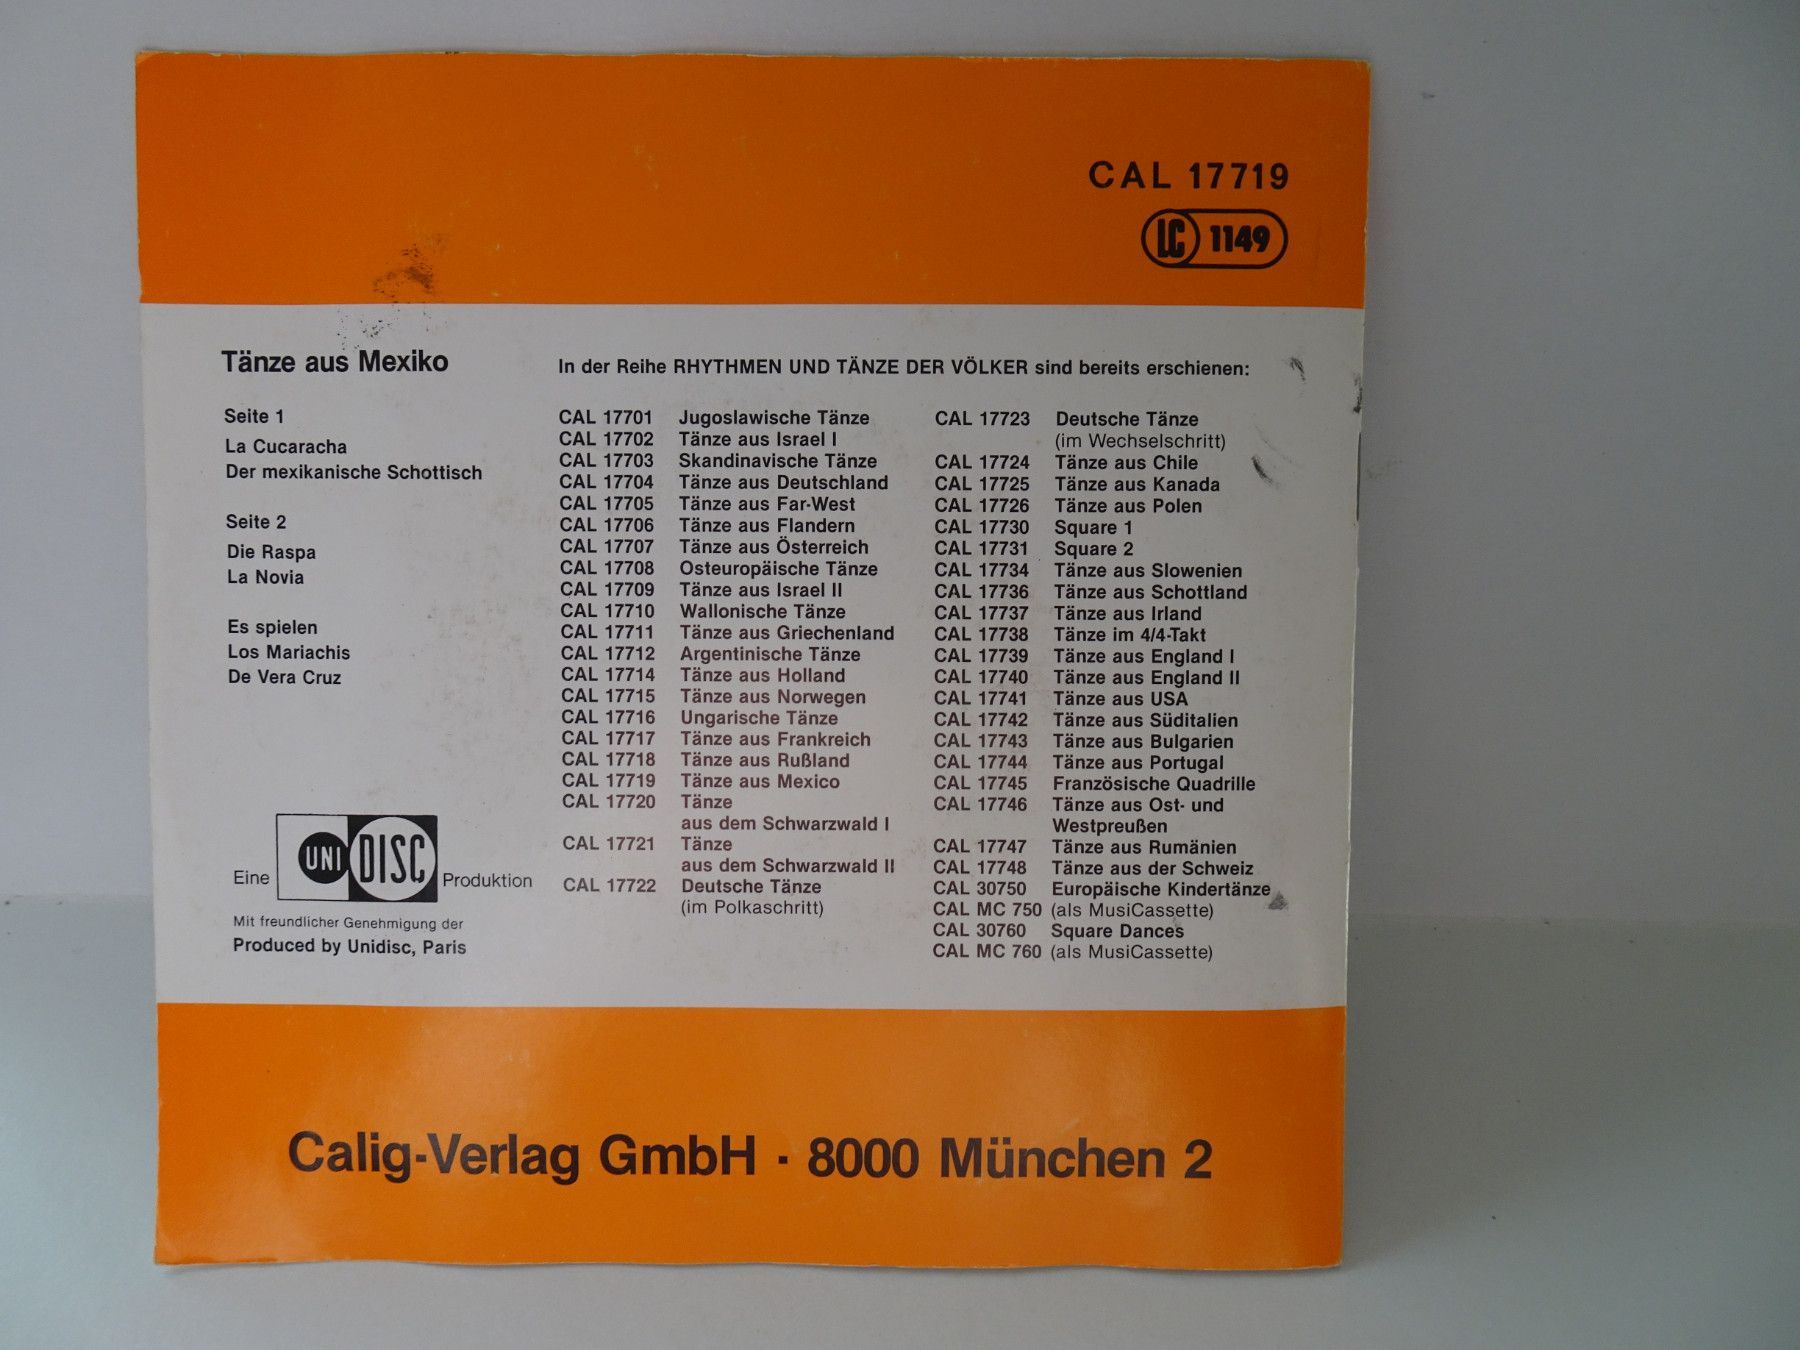 CAL 17719
LC 1149
Tänze aus Mexiko
Seite 1
La Cucaracha
Der mexikanische Schottisch
Seite 2
Die Raspa
La Novia
Es spielen
Los Mariachis
De Vera Cruz
Eine UNI DISC Produktion
Mit freundlicher Genehmigung der
Produced by Unidisc, Paris
In der Reihe RHYTHMEN UND TÄNZE DER VÖLKER sind bereits erschienen:
CAL 17701 Jugoslawische Tänze
CAL 17702 Tänze aus Israel I
CAL 17703 Skandinavische Tänze
CAL 17704 Tänze aus Deutschland
CAL 17705 Tänze aus Far-West
CAL 17706 Tänze aus Flandern
CAL 17707 Tänze aus Österreich
CAL 17708 Osteuropäische Tänze
CAL 17709 Tänze aus Israel II
CAL 17710 Wallonische Tänze
CAL 17711 Tänze aus Griechenland
CAL 17712 Argentinische Tänze
CAL 17714 Tänze aus Holland
CAL 17715 Tänze aus Norwegen
CAL 17716 Ungarische Tänze
CAL 17717 Tänze aus Frankreich
CAL 17718 Tänze aus Rußland
CAL 17719 Tänze aus Mexico
CAL 17720 Tänze
aus dem Schwarzwald I
CAL 17721 Tänze
aus dem Schwarzwald II
CAL 17722 Deutsche Tänze
(im Polkaschritt)
CAL 17723 Deutsche Tänze
(im Wechselschritt)
CAL 17724 Tänze aus Chile
CAL 17725 Tänze aus Kanada
CAL 17726 Tänze aus Polen
CAL 17730 Square 1
CAL 17731 Square 2
CAL 17734 Tänze aus Slowenien
CAL 17736 Tänze aus Schottland
CAL 17737 Tänze aus Irland
CAL 17738 Tänze im 4/4-Takt
CAL 17739 Tänze aus England I
CAL 17740 Tänze aus England II
CAL 17741 Tänze aus USA
CAL 17742 Tänze aus Süditalien
CAL 17743 Tänze aus Bulgarien
CAL 17744 Tänze aus Portugal
CAL 17745 Französische Quadrille
CAL 17746 Tänze aus Ost- und
Westpreußen
CAL 17747 Tänze aus Rumänien
CAL 17748 Tänze aus der Schweiz
CAL 30750 Europäische Kindertänze
CAL MC 750 (als MusiCassette)
CAL 30760 Square Dances
CAL MC 760 (als MusiCassette)
Calig-Verlag GmbH · 8000 München 2